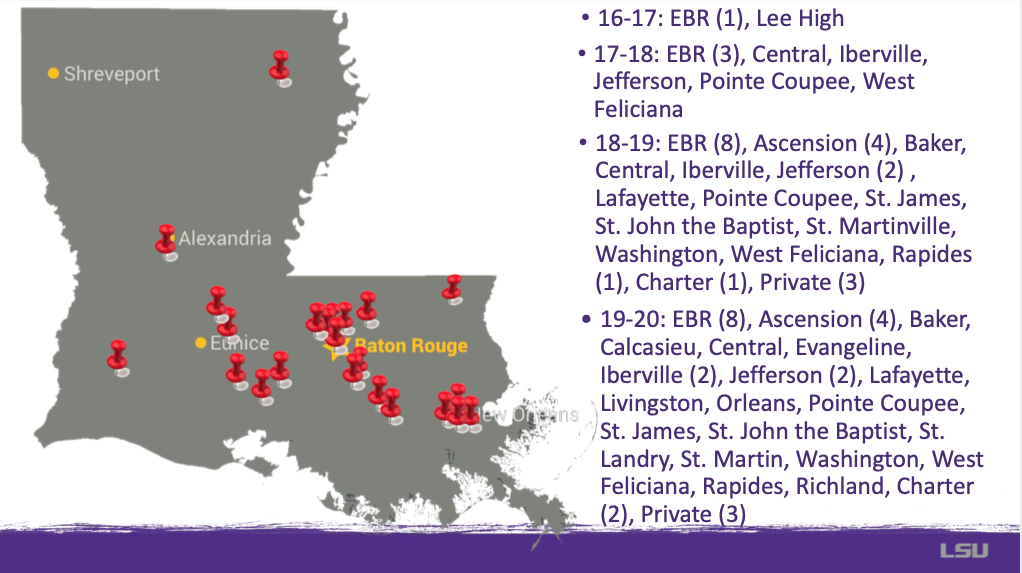 Shreveport
Alexandria
Eunice
Baton Rouge
New Orleans
• 16-17: EBR (1), Lee High
• 17-18: EBR (3), Central, Iberville,
Jefferson, Pointe Coupee, West
Feliciana
• 18-19: EBR (8), Ascension (4), Baker,
Central, Iberville, Jefferson (2) ,
Lafayette, Pointe Coupee, St. James,
St. John the Baptist, St. Martinville,
Washington, West Feliciana, Rapides
(1), Charter (1), Private (3)
• 19-20: EBR (8), Ascension (4), Baker,
Calcasieu, Central, Evangeline,
Iberville (2), Jefferson (2), Lafayette,
Livingston, Orleans, Pointe Coupee,
St. James, St. John the Baptist, St.
Landry, St. Martin, Washington, West
Feliciana, Rapides, Richland, Charter
(2), Private (3)
LSU